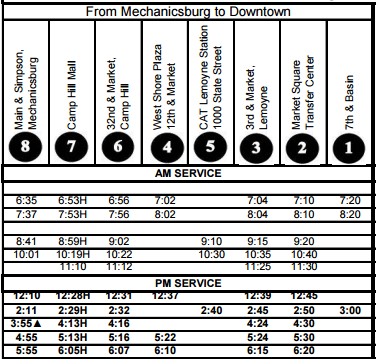 From Mechanicsburg to Downtown
Main & Simpson, Mechanicsburg
Camp Hill Mall
32nd & Market, Camp Hill
West Shore Plaza 12th & Market
CAT Lemoyne Station 1000 State Street
3rd & Market, Lemoyne
Market Square Transfer Center
7th & Basin
8 7 6 4 5 3 2 1
AM SERVICE
6:35 6:53H 6:56 7:02 7:04 7:10 7:20
7:37 7:53H 7:56 8:02 8:04 8:10 8:20
8:41 8:59H 9:02 9:10 9:15 9:20
10:01 10:19H 10:22 10:30 10:35 10:40
11:10 11:12 11:25 11:30
PM SERVICE
12:10 12:28H 12:31 12:37 12:39 12:45
2:11 2:29H 2:32 2:40 2:45 2:50 3:00
3:55▲ 4:13H 4:16 4:24 4:30
4:55 5:13H 5:16 5:22 5:24 5:30
5:55 6:05H 6:07 6:10 6:15 6:20